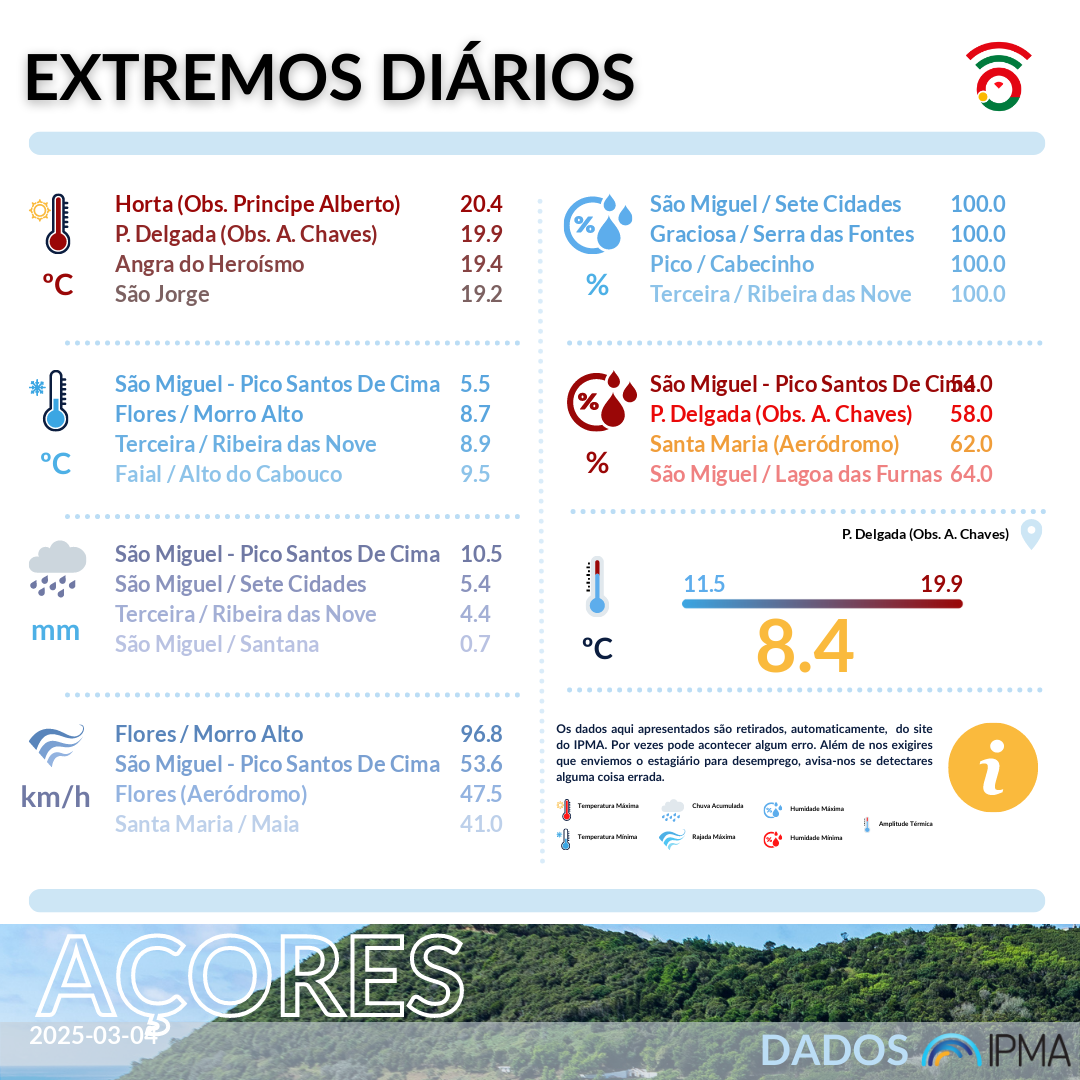 EXTREMOS DIÁRIOS
Horta (Obs. Principe Alberto) 20.4
P. Delgada (Obs. A. Chaves) 19.9
Angra do Heroísmo 19.4
São Jorge 19.2
ºC
São Miguel / Sete Cidades 100.0
Graciosa / Serra das Fontes 100.0
Pico / Cabecinho 100.0
Terceira / Ribeira das Nove 100.0
%
%
São Miguel - Pico Santos De Cima 5.5
Flores / Morro Alto 8.7
Terceira / Ribeira das Nove 8.9
Faial / Alto do Cabouco 9.5
ºC
São Miguel - Pico Santos De Cima 54.0
P. Delgada (Obs. A. Chaves) 58.0
Santa Maria (Aeródromo) 62.0
São Miguel / Lagoa das Furnas 64.0
%
%
São Miguel - Pico Santos De Cima 10.5
São Miguel / Sete Cidades 5.4
Terceira / Ribeira das Nove 4.4
São Miguel / Santana 0.7
mm
P. Delgada (Obs. A. Chaves)
11.5 19.9
8.4
ºC
Flores / Morro Alto 96.8
São Miguel - Pico Santos De Cima 53.6
Flores (Aeródromo) 47.5
Santa Maria / Maia 41.0
km/h
Os dados aqui apresentados são retirados, automaticamente, do site
do IPMA. Por vezes pode acontecer algum erro. Além de nos exigires
que enviemos o estagiário para desemprego, avisa-nos se detectares
alguma coisa errada.
i
Temperatura Máxima
Chuva Acumulada
Humidade Máxima
Amplitude Térmica
Temperatura Mínima
Rajada Máxima
Humidade Mínima
AÇORES
2025-03-04
DADOS IPMA